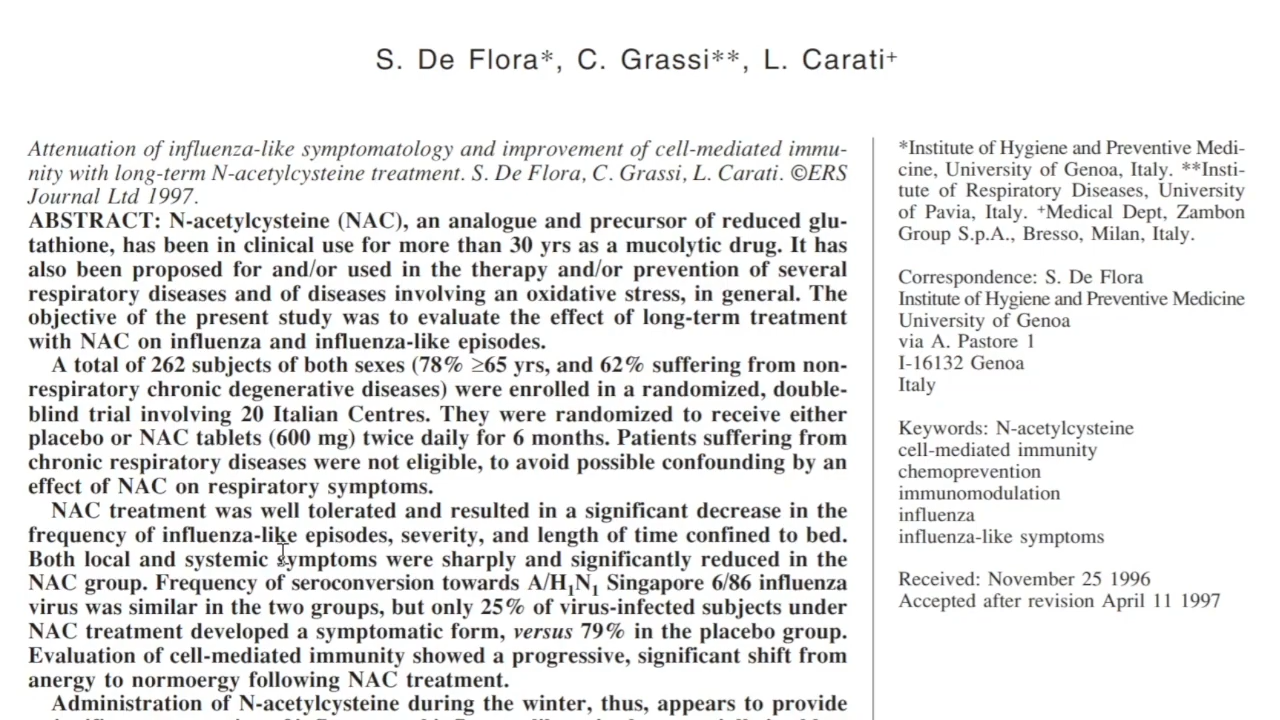 S. De Flora*, C. Grassi**, L. Carati+
Attenuation of influenza-like symptomatology and improvement of cell-mediated immu-
nity with long-term N-acetylcysteine treatment. S. De Flora, C. Grassi, L. Carati. ©ERS
Journal Ltd 1997.
ABSTRACT: N-acetylcysteine (NAC), an analogue and precursor of reduced glu-
tathione, has been in clinical use for more than 30 yrs as a mucolytic drug. It has
also been proposed for and/or used in the therapy and/or prevention of several
respiratory diseases and of diseases involving an oxidative stress, in general. The
objective of the present study was to evaluate the effect of long-term treatment
with NAC on influenza and influenza-like episodes.
A total of 262 subjects of both sexes (78% ≥65 yrs, and 62% suffering from non-
respiratory chronic degenerative diseases) were enrolled in a randomized, double-
blind trial involving 20 Italian Centres. They were randomized to receive either
placebo or NAC tablets (600 mg) twice daily for 6 months. Patients suffering from
chronic respiratory diseases were not eligible, to avoid possible confounding by an
effect of NAC on respiratory symptoms.
NAC treatment was well tolerated and resulted in a significant decrease in the
frequency of influenza-like episodes, severity, and length of time confined to bed.
Both local and systemic symptoms were sharply and significantly reduced in the
NAC group. Frequency of seroconversion towards A/H1N1 Singapore 6/86 influenza
virus was similar in the two groups, but only 25% of virus-infected subjects under
NAC treatment developed a symptomatic form, versus 79% in the placebo group.
Evaluation of cell-mediated immunity showed a progressive, significant shift from
anergy to normoergy following NAC treatment.
Administration of N-acetylcysteine during the winter, thus, appears to provide
*Institute of Hygiene and Preventive Medi-
cine, University of Genoa, Italy. **Insti-
tute of Respiratory Diseases, University
of Pavia, Italy. +Medical Dept, Zambon
Group S.p.A., Bresso, Milan, Italy.
Correspondence: S. De Flora
Institute of Hygiene and Preventive Medicine
University of Genoa
via A. Pastore 1
I-16132 Genoa
Italy
Keywords: N-acetylcysteine
cell-mediated immunity
chemoprevention
immunomodulation
influenza
influenza-like symptoms
Received: November 25 1996
Accepted after revision April 11 1997